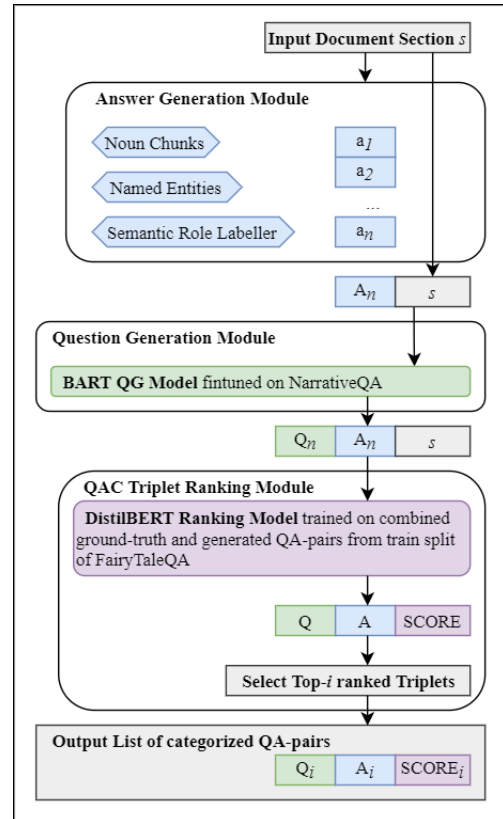 Input Document Section s
Answer Generation Module
Noun Chunks
a1
a2
Named Entities
...
Semantic Role Labeller
an
An s
Question Generation Module
BART QG Model fintuned on NarrativeQA
Qn An s
QAC Triplet Ranking Module
DistilBERT Ranking Model trained on combined
ground-truth and generated QA-pairs from train split
of FairyTaleQA
Q A SCORE
Select Top-i ranked Triplets
Output List of categorized QA-pairs
Qi Ai SCOREi